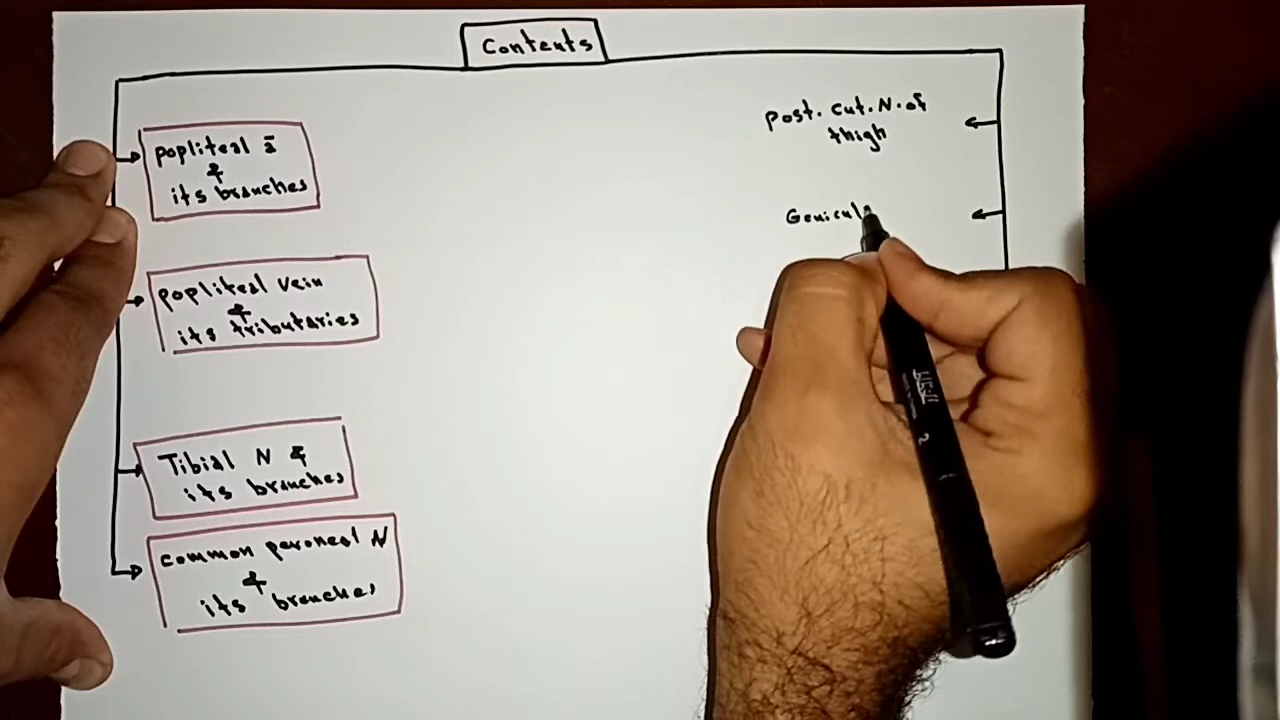 Contents
popliteal ā
&
its branches
popliteal vein
&
its tributaries
Tibial N &
its branches
common peroneal N
&
its branches
Post. cut. N. of
thigh
Genicul